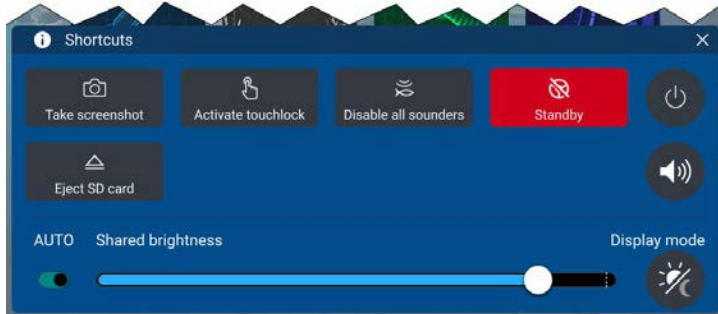 Shortcuts
Take screenshot
Activate touchlock
Disable all sounders
Standby
Eject SD card
AUTO
Shared brightness
Display mode